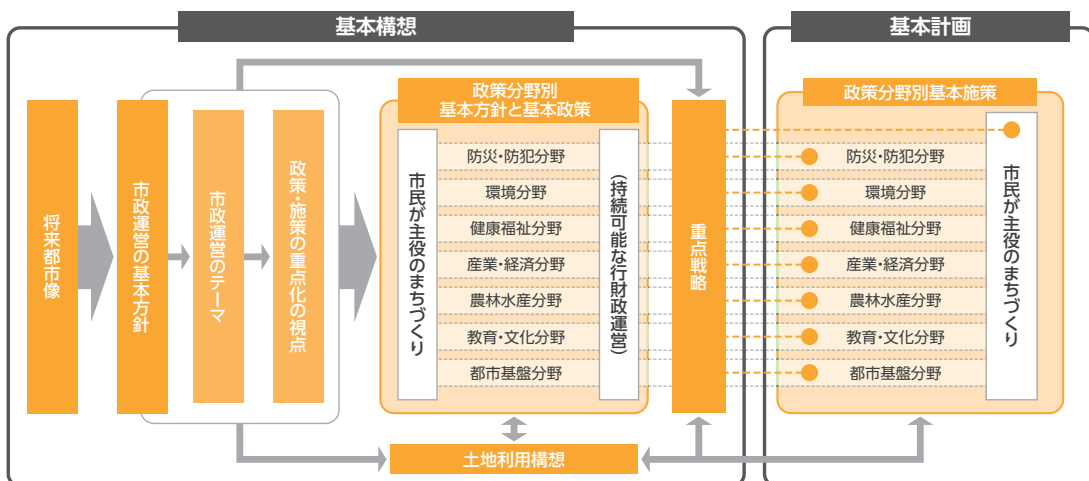 基本構想
将来都市像
市政運営の基本方針
市政運営のテーマ
政策・施策の重点化の視点
政策分野別
基本方針と基本政策
市民が主役のまちづくり
防災・防犯分野
環境分野
健康福祉分野
産業・経済分野
農林水産分野
教育・文化分野
都市基盤分野
(持続可能な行財政運営)
重点戦略
土地利用構想
基本計画
政策分野別基本施策
防災・防犯分野
環境分野
健康福祉分野
産業・経済分野
農林水産分野
教育・文化分野
都市基盤分野
市民が主役のまちづくり